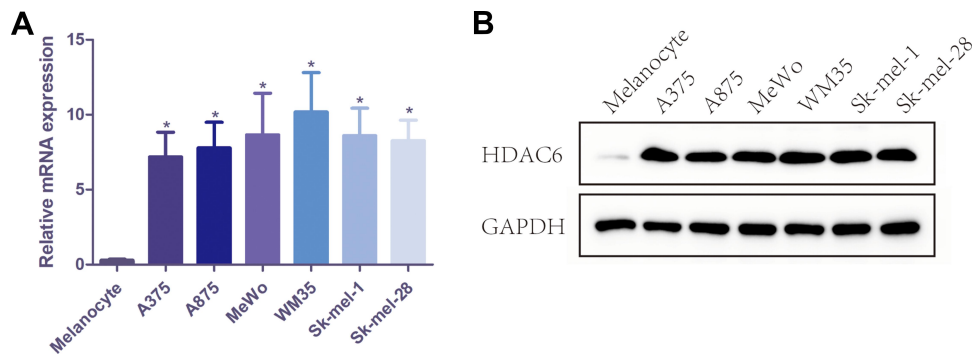 A
Relative mRNA expression
15
10
5
0
*
*
*
*
*
*
Melanocyte
A375
A875
MeWo
WM35
Sk-mel-1
Sk-mel-28
B
Melanocyte
A375
A875
MeWo
WM35
Sk-mel-1
Sk-mel-28
HDAC6
GAPDH